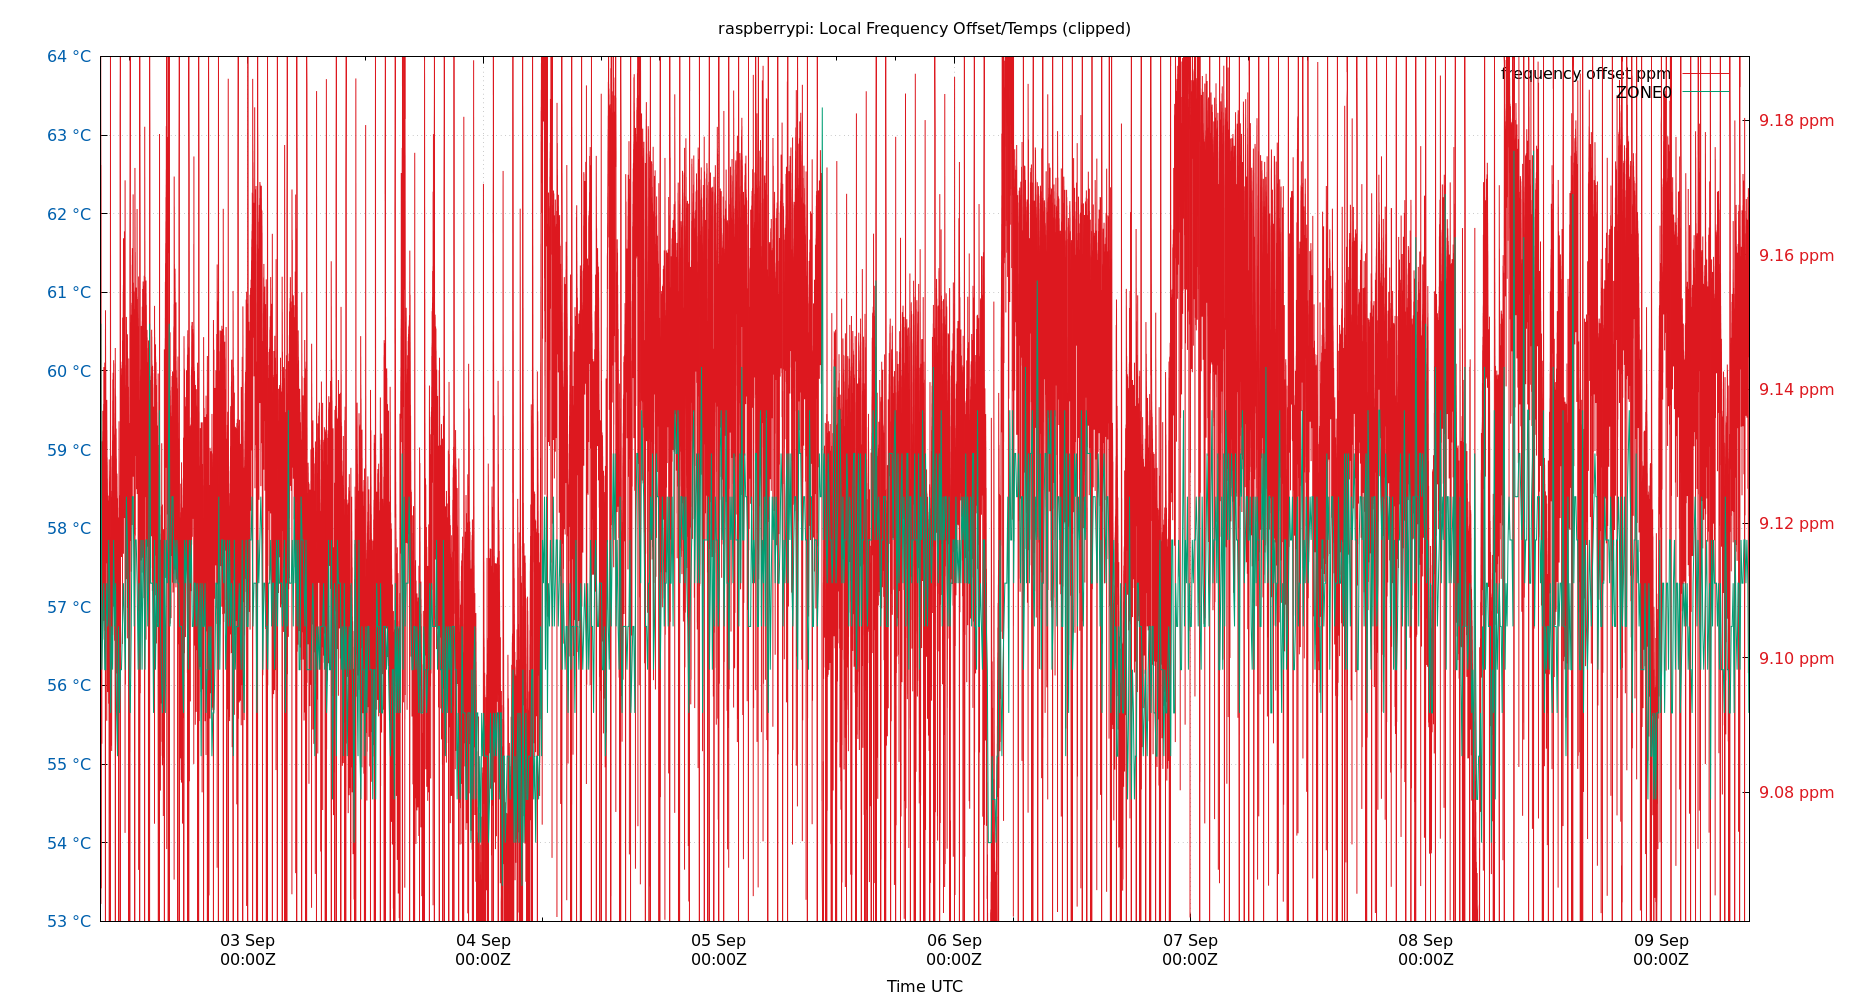 raspberrypi: Local Frequency Offset/Temps (clipped)
64 °C
63 °C
62 °C
61 °C
60 °C
59 °C
58 °C
57 °C
56 °C
55 °C
54 °C
53 °C
frequency offset ppm
ZONE0
9.18 ppm
9.16 ppm
9.14 ppm
9.12 ppm
9.10 ppm
9.08 ppm
03 Sep
00:00Z
04 Sep
00:00Z
05 Sep
00:00Z
06 Sep
00:00Z
07 Sep
00:00Z
08 Sep
00:00Z
09 Sep
00:00Z
Time UTC